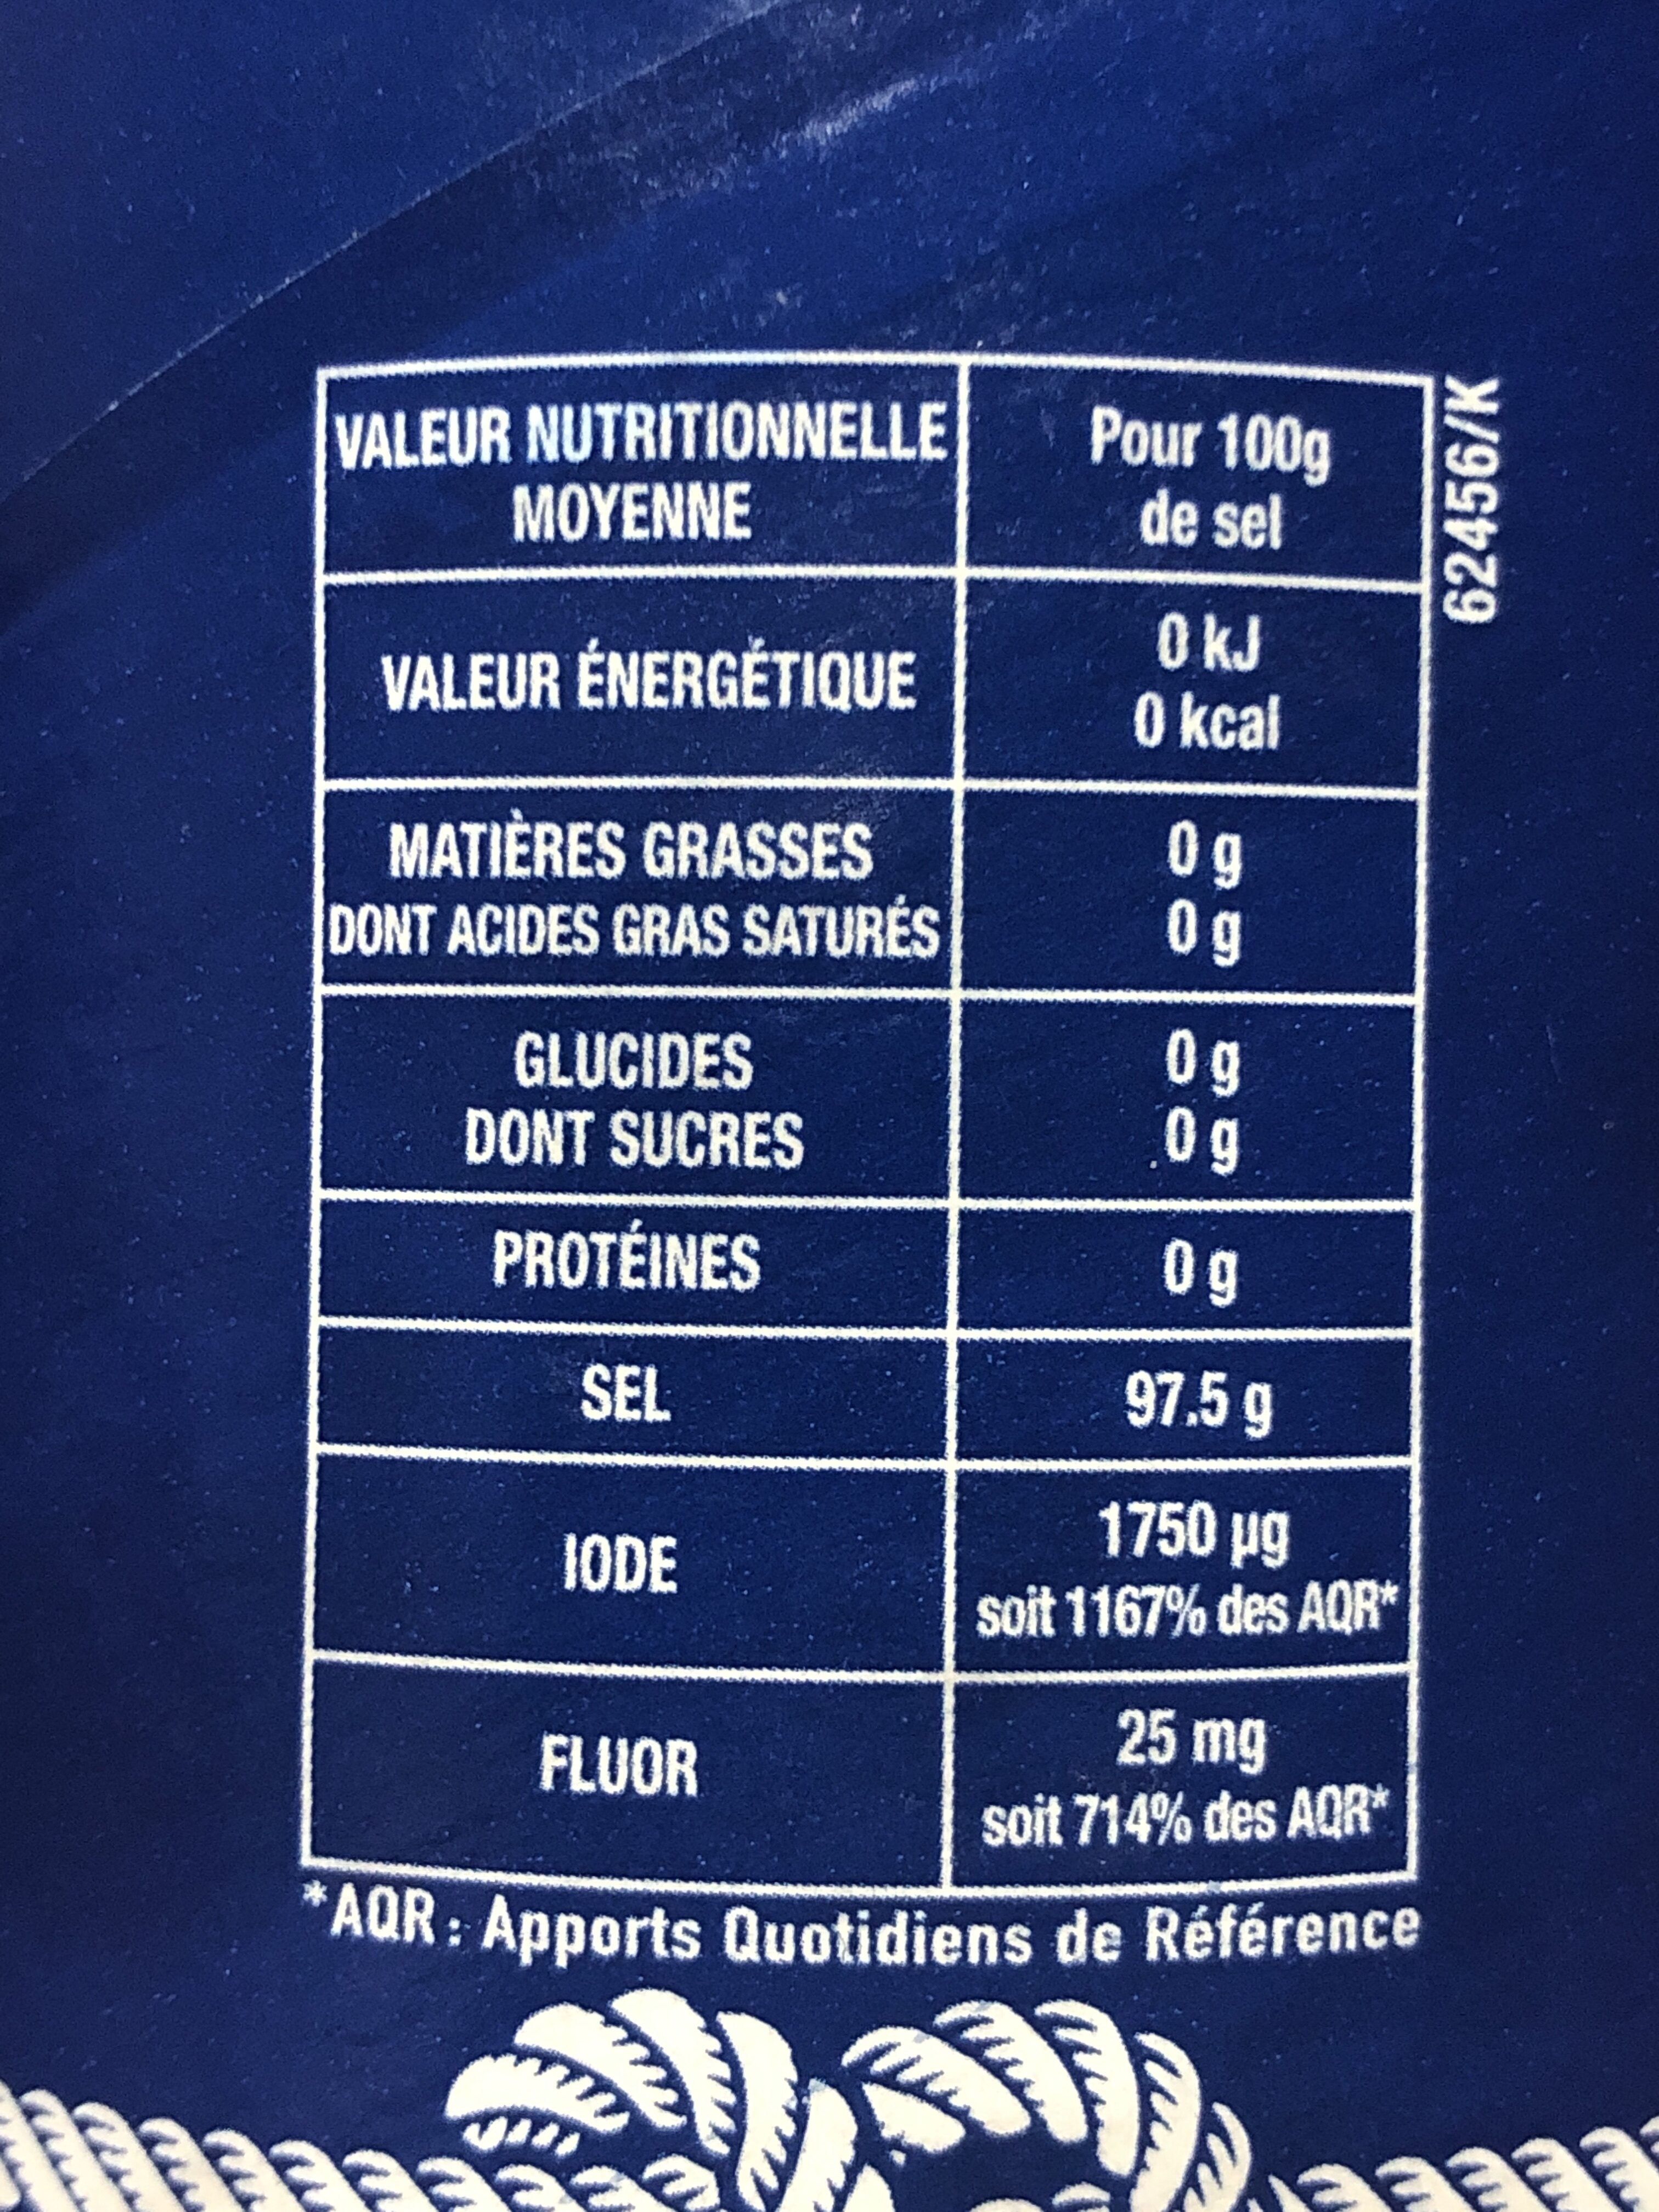 VALEUR NUTRITIONNELLE
MOYENNE
Pour 100g
de sel
VALEUR ÉNERGÉTIQUE
0 kJ
0 kcal
MATIÈRES GRASSES
DONT ACIDES GRAS SATURÉS
0 g
0 g
GLUCIDES
DONT SUCRES
0 g
0 g
PROTÉINES
0 g
SEL
97.5 g
IODE
1750 µg
soit 1167% des AQR*
FLUOR
25 mg
soit 714% des AQR*
*AQR : Apports Quotidiens de Référence
62456/K